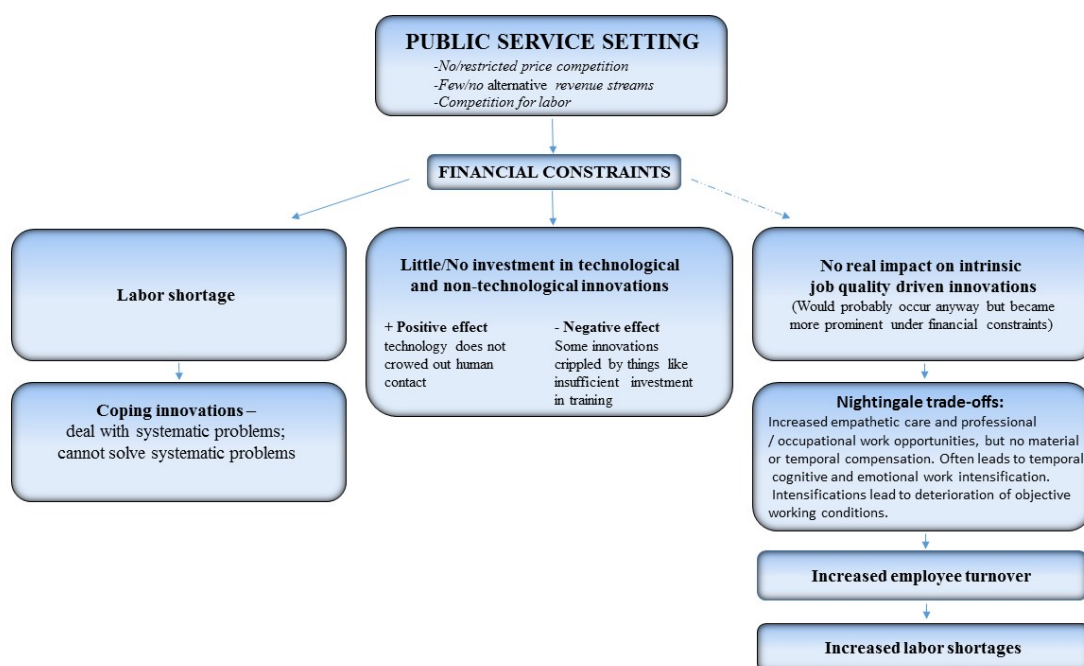 PUBLIC SERVICE SETTING
-No/restricted price competition
-Few/no alternative revenue streams
-Competition for labor
FINANCIAL CONSTRAINTS
Labor shortage
Coping innovations –
deal with systematic problems;
cannot solve systematic problems
Little/No investment in technological
and non-technological innovations
+ Positive effect
technology does not
crowed out human
contact
- Negative effect
Some innovations
crippled by things like
insufficient investment
in training
No real impact on intrinsic
job quality driven innovations
(Would probably occur anyway but became
more prominent under financial constraints)
Nightingale trade-offs:
Increased empathetic care and professional
/ occupational work opportunities, but no material
or temporal compensation. Often leads to temporal
cognitive and emotional work intensification.
Intensifications lead to deterioration of objective
working conditions.
Increased employee turnover
Increased labor shortages